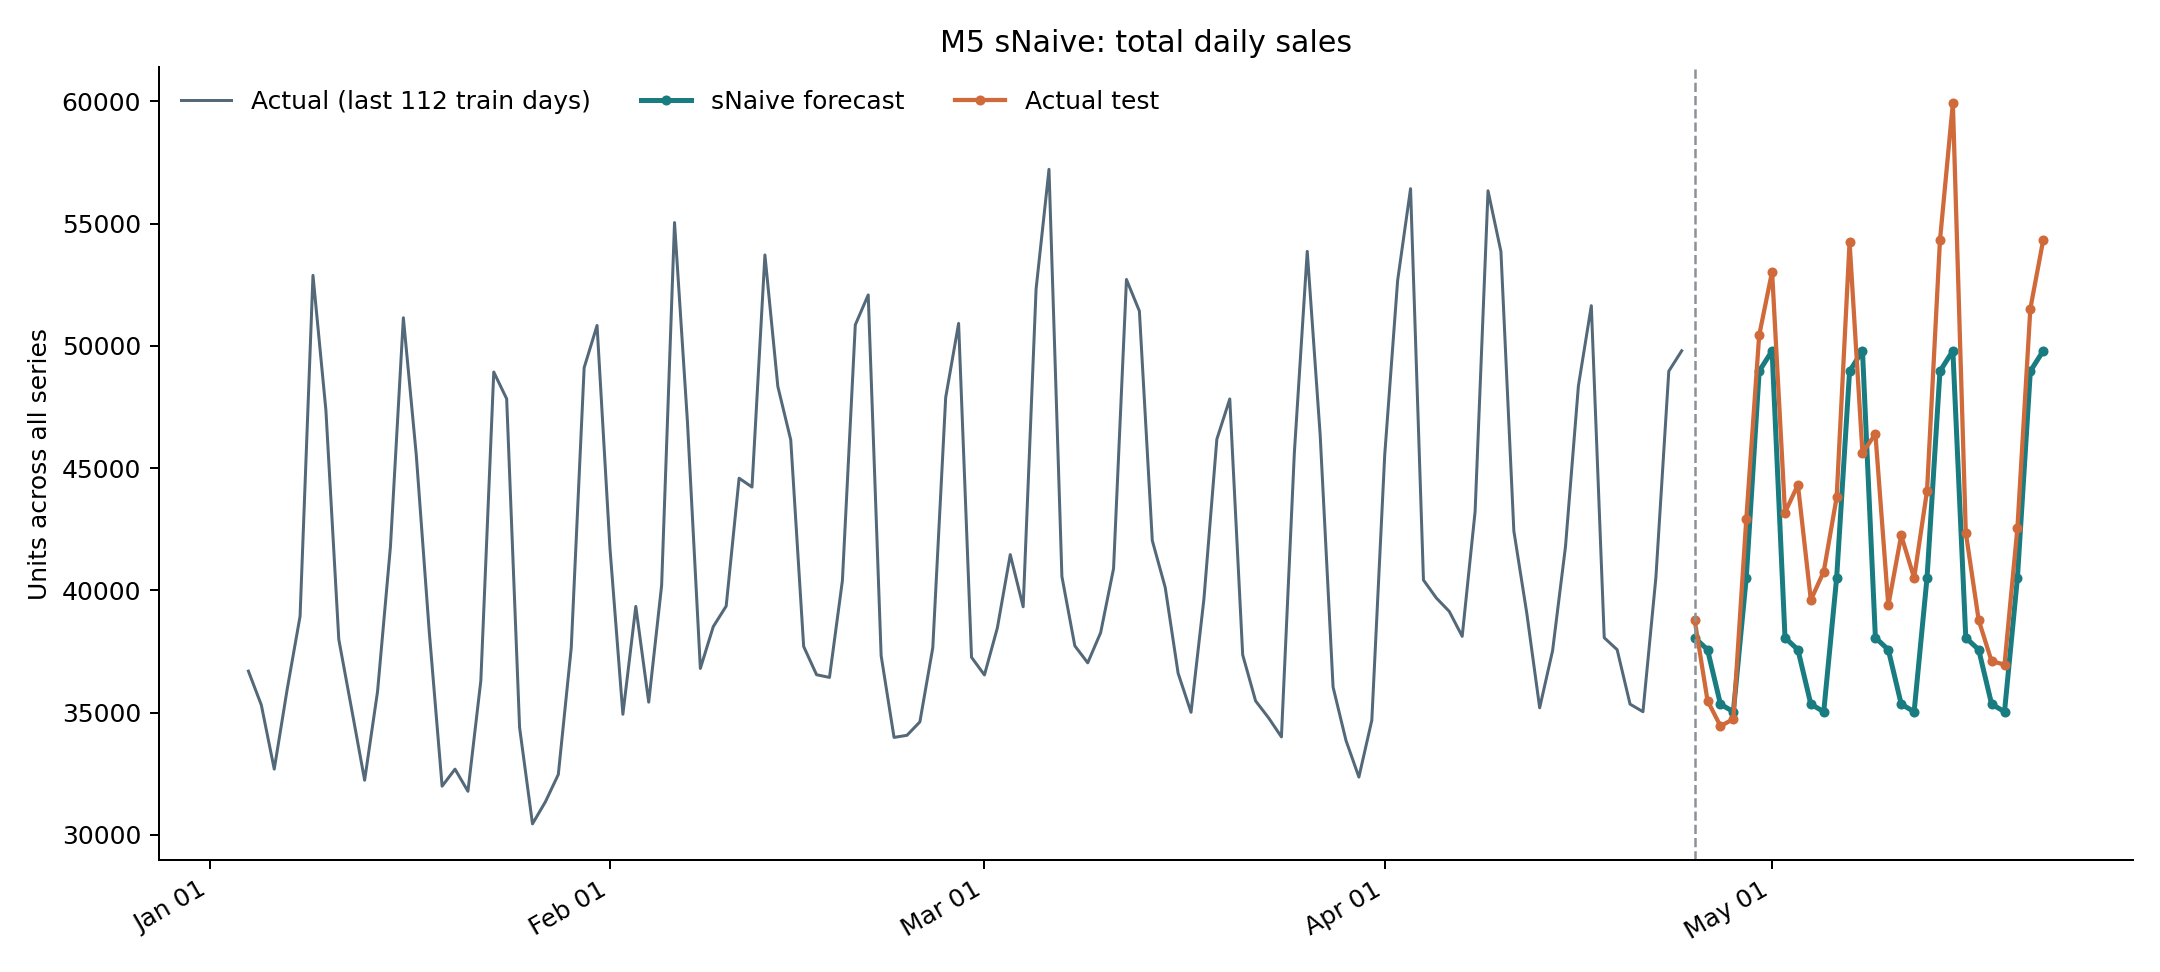 M5 sNaive: total daily sales
Actual (last 112 train days) sNaive forecast Actual test
Units across all series
60000
55000
50000
45000
40000
35000
30000
Jan 01 Feb 01 Mar 01 Apr 01 May 01